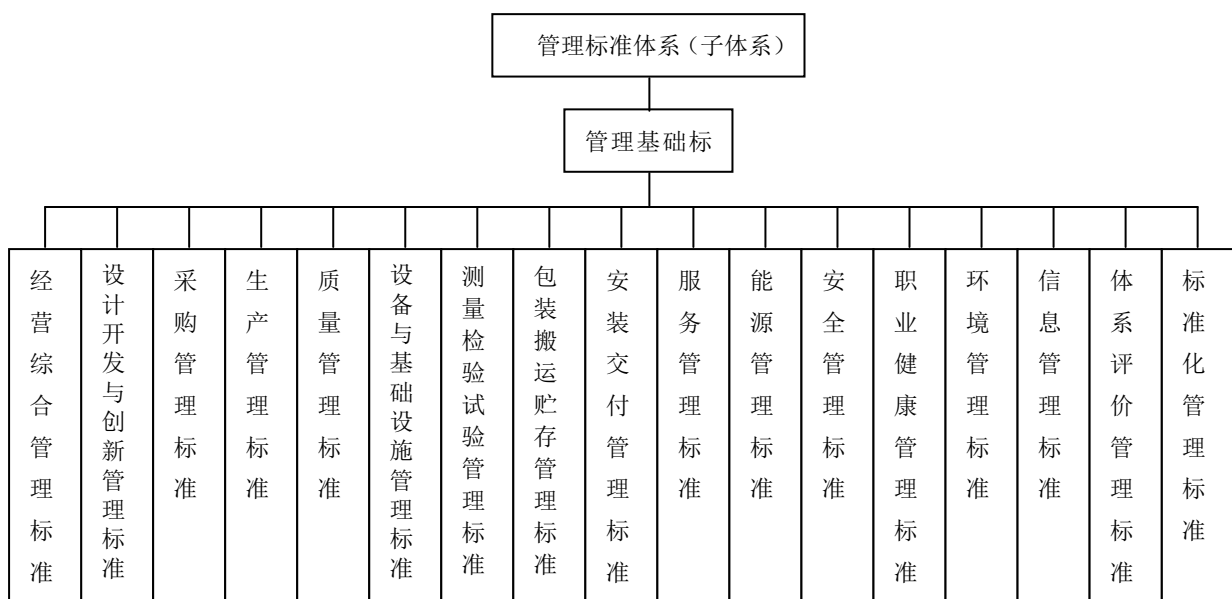 管理标准体系（子体系）
管理基础标
经营综合管理标准
设计开发与创新管理标准
采购管理标准
生产管理标准
质量管理标准
设备与基础设施管理标准
测量检验试验管理标准
包装搬运贮存管理标准
安装交付管理标准
服务管理标准
能源管理标准
安全管理标准
职业健康管理标准
环境管理标准
信息管理标准
体系评价管理标准
标准化管理标准